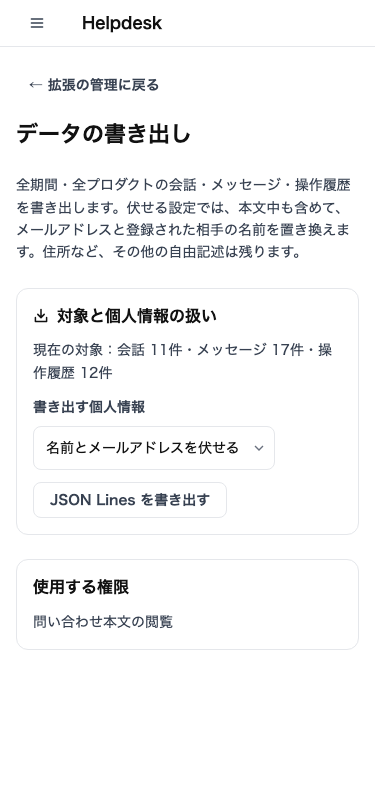 Helpdesk
← 拡張の管理に戻る
データの書き出し
全期間・全プロダクトの会話・メッセージ・操作履歴
を書き出します。伏せる設定では、本文中も含めて、
メールアドレスと登録された相手の名前を置き換えま
す。住所など、その他の自由記述は残ります。
対象と個人情報の扱い
現在の対象：会話 11件・メッセージ 17件・操
作履歴 12件
書き出す個人情報
名前とメールアドレスを伏せる
JSON Lines を書き出す
使用する権限
問い合わせ本文の閲覧